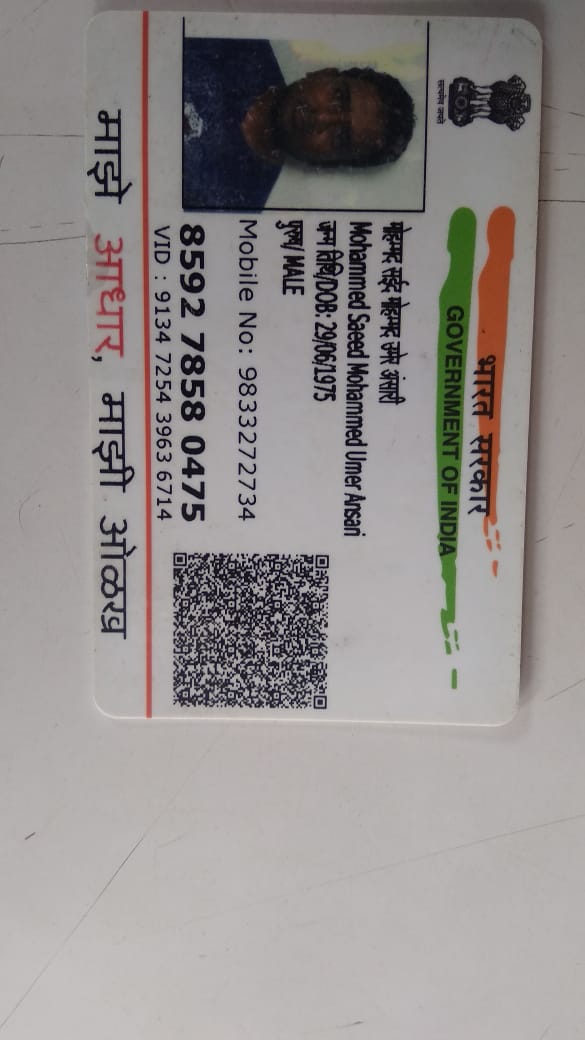 सत्यमेव जयते
भारत सरकार
GOVERNMENT OF INDIA
मोहम्मद सईद मोहम्मद उमेर अंसारी
Mohammed Saeed Mohammed Umer Ansari
जन्म तिथि/DOB: 29/06/1975
पुरुष/ MALE
Mobile No: 9833272734
8592 7858 0475
VID : 9134 7254 3963 6714
माझे आधार, माझी ओळख